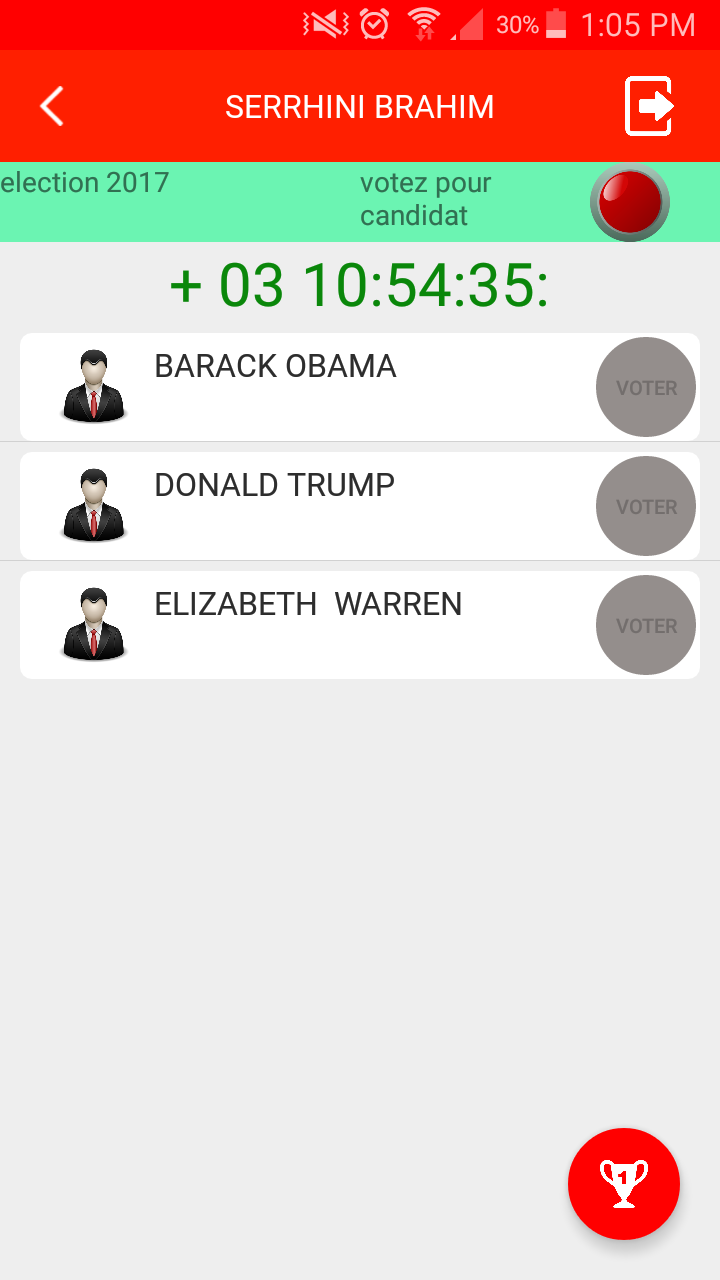 30% 1:05 PM
SERRHINI BRAHIM
election 2017
votez pour
candidat
+ 03 10:54:35:
BARACK OBAMA
VOTER
DONALD TRUMP
VOTER
ELIZABETH  WARREN
VOTER
1